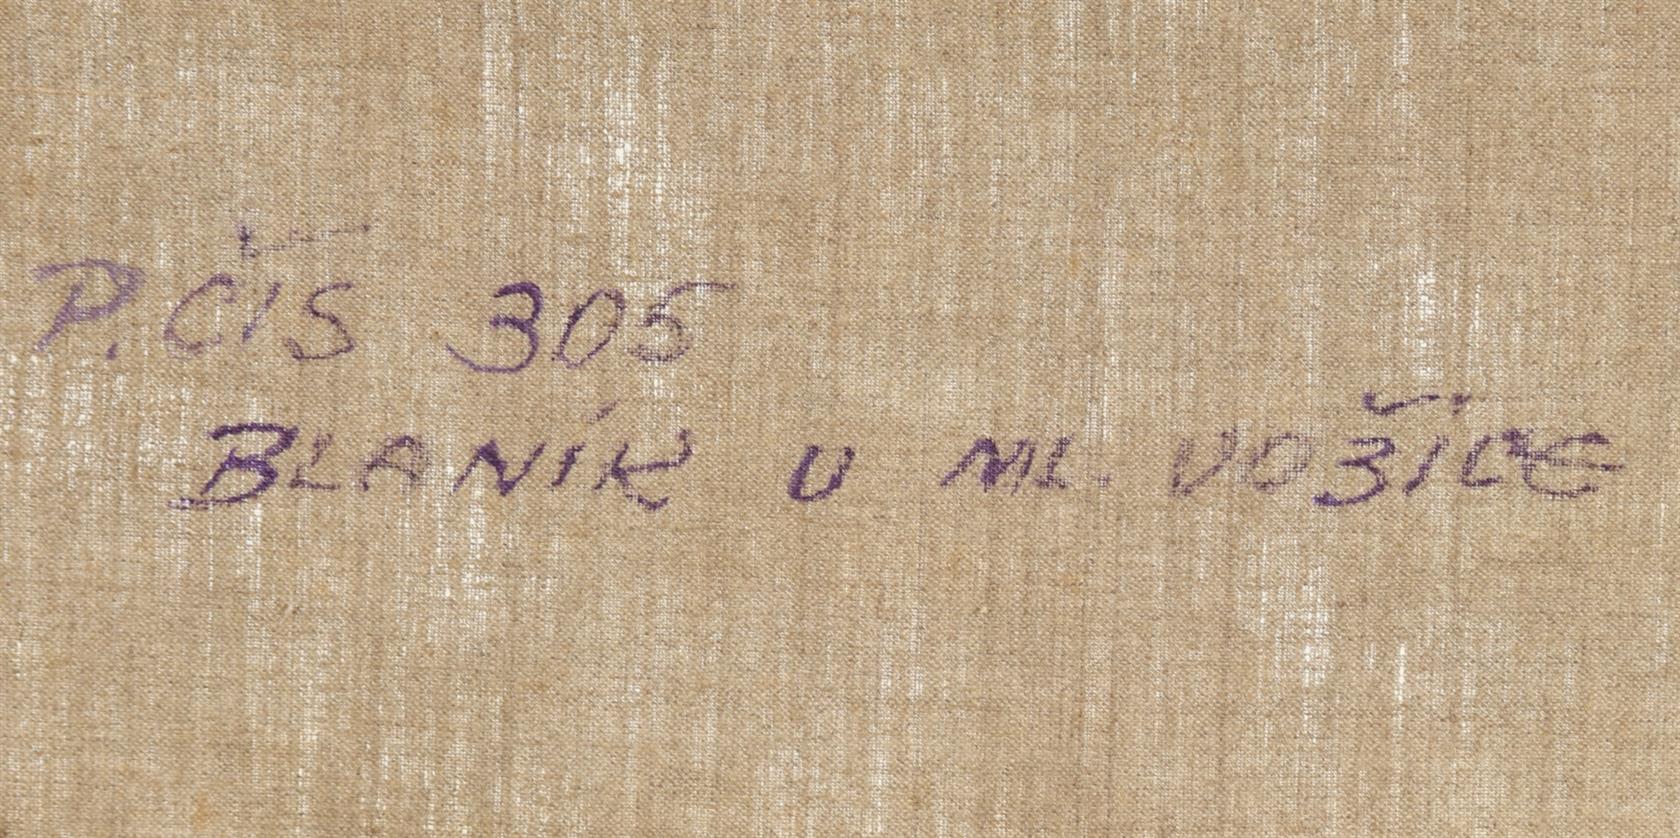 P. ČÍS 305
BLANÍK U ML. VOŽICE